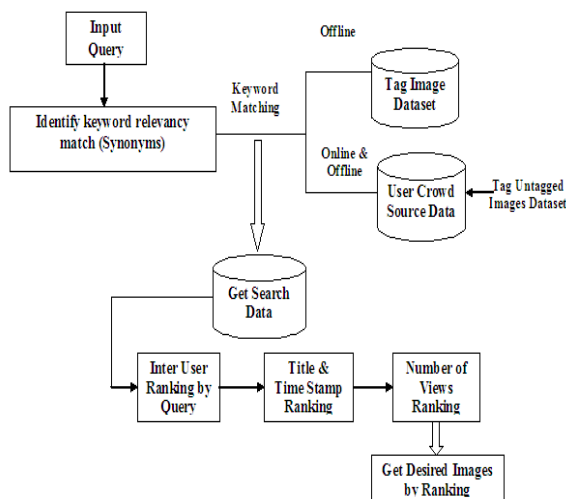 Input
Query
Offline
Keyword
Matching
Tag Image
Dataset
Identify keyword relevancy
match (Synonyms)
Online &
Offline
User Crowd
Source Data
Tag Untagged
Images Dataset
Get Search
Data
Inter User
Ranking by
Query
Title &
Time Stamp
Ranking
Number of
Views
Ranking
Get Desired Images
by Ranking